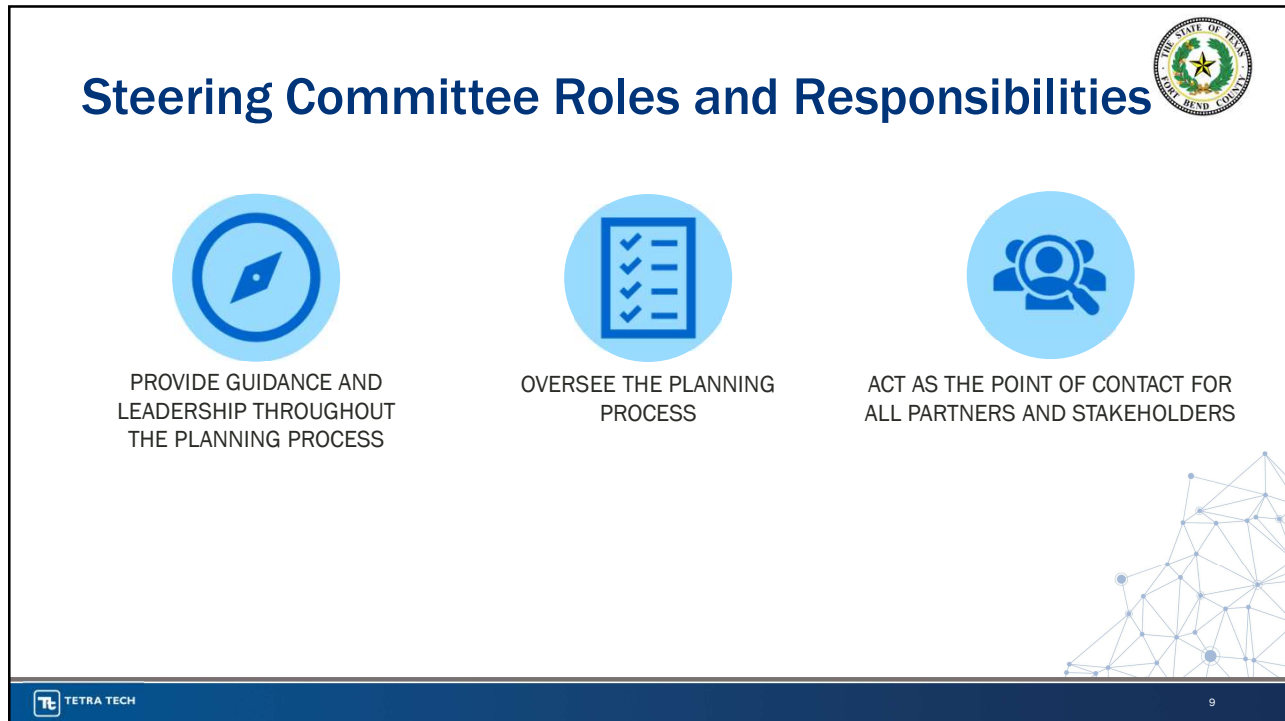 THE STATE OF TEXAS
FORT BEND COUNTY
Steering Committee Roles and Responsibilities
PROVIDE GUIDANCE AND
LEADERSHIP THROUGHOUT
THE PLANNING PROCESS
OVERSEE THE PLANNING
PROCESS
ACT AS THE POINT OF CONTACT FOR
ALL PARTNERS AND STAKEHOLDERS
Tt TETRA TECH
9